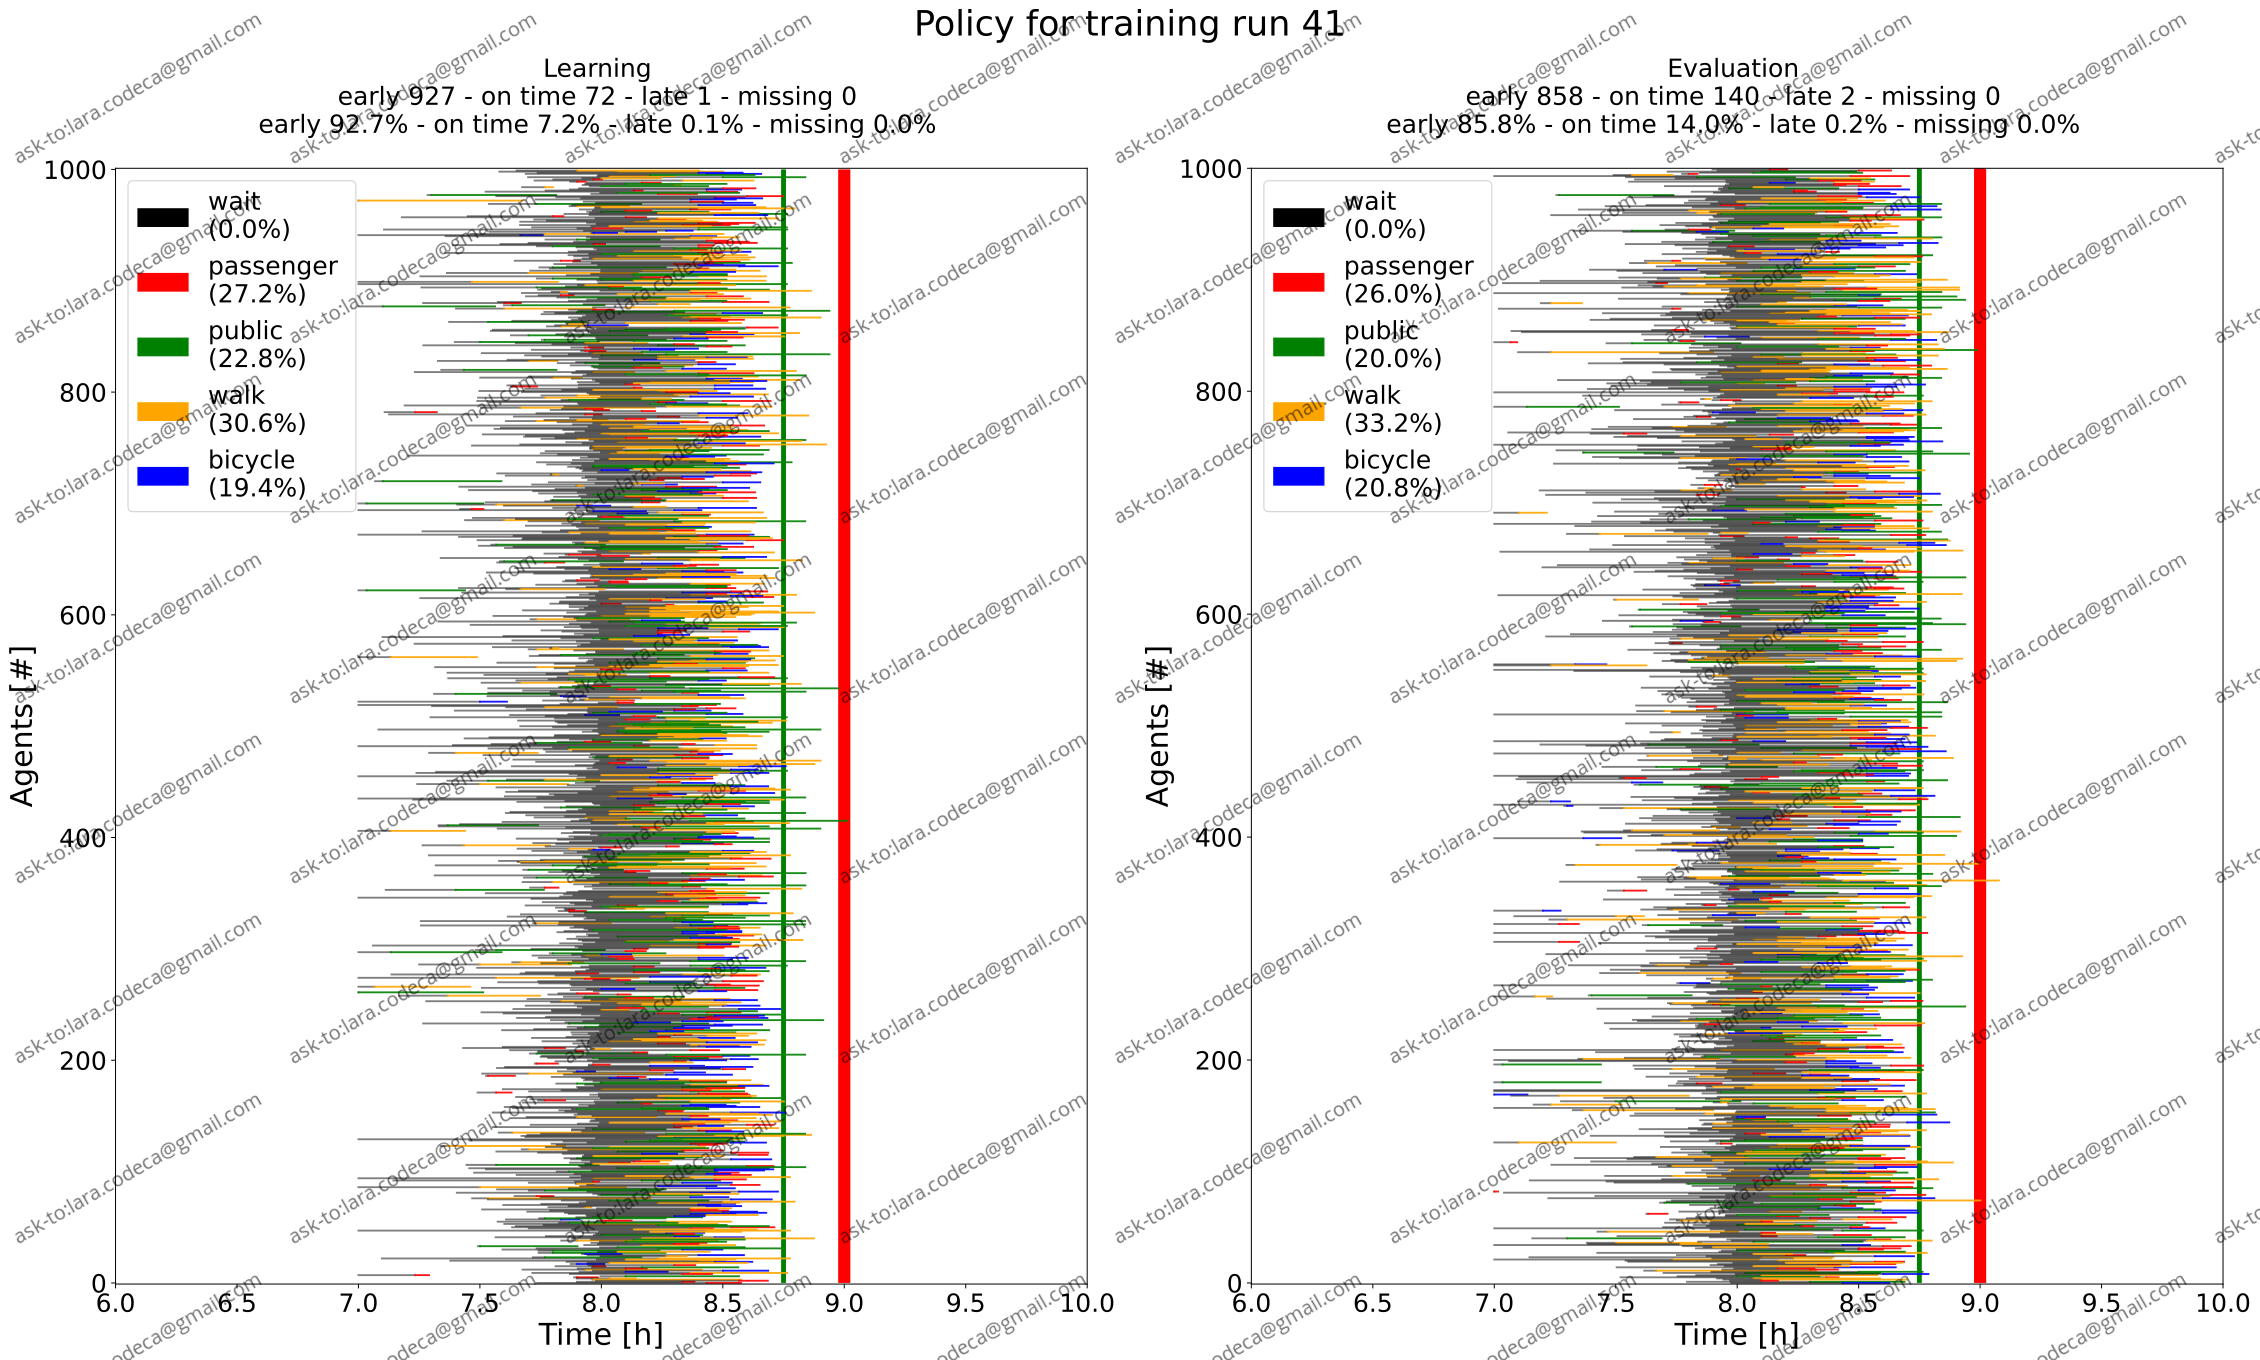 Policy for training run 41
Learning
early 927 - on time 72 - late 1 - missing 0
early 92.7% - on time 7.2% - late 0.1% - missing 0.0%
Agents [#]
1000
800
600
400
200
0
wait
(0.0%)
passenger
(27.2%)
public
(22.8%)
walk
(30.6%)
bicycle
(19.4%)
6.0 6.5 7.0 7.5 8.0 8.5 9.0 9.5 10.0
Time [h]
Evaluation
early 858 - on time 140 - late 2 - missing 0
early 85.8% - on time 14.0% - late 0.2% - missing 0.0%
Agents [#]
1000
800
600
400
200
0
wait
(0.0%)
passenger
(26.0%)
public
(20.0%)
walk
(33.2%)
bicycle
(20.8%)
6.0 6.5 7.0 7.5 8.0 8.5 9.0 9.5 10.0
Time [h]
ask-to:lara.codeca@gmail.com